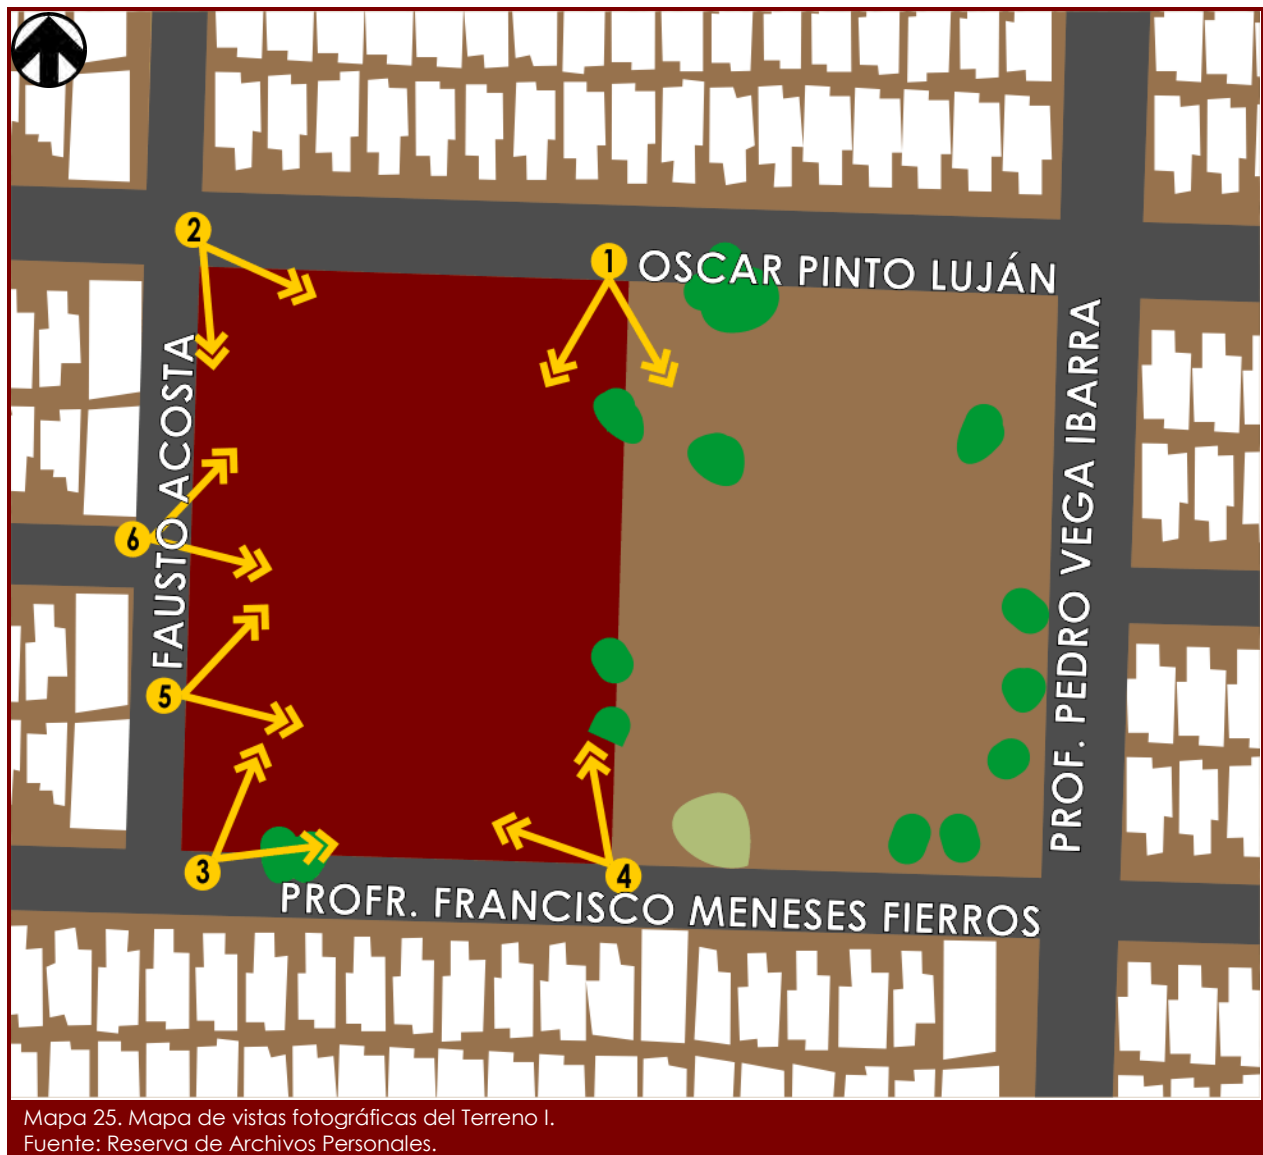 2
1
OSCAR PINTO LUJÁN
FAUSTO ACOSTA
PROF. PEDRO VEGA IBARRA
6
5
3
4
PROFR. FRANCISCO MENESES FIERROS
Mapa 25. Mapa de vistas fotográficas del Terreno I.
Fuente: Reserva de Archivos Personales.